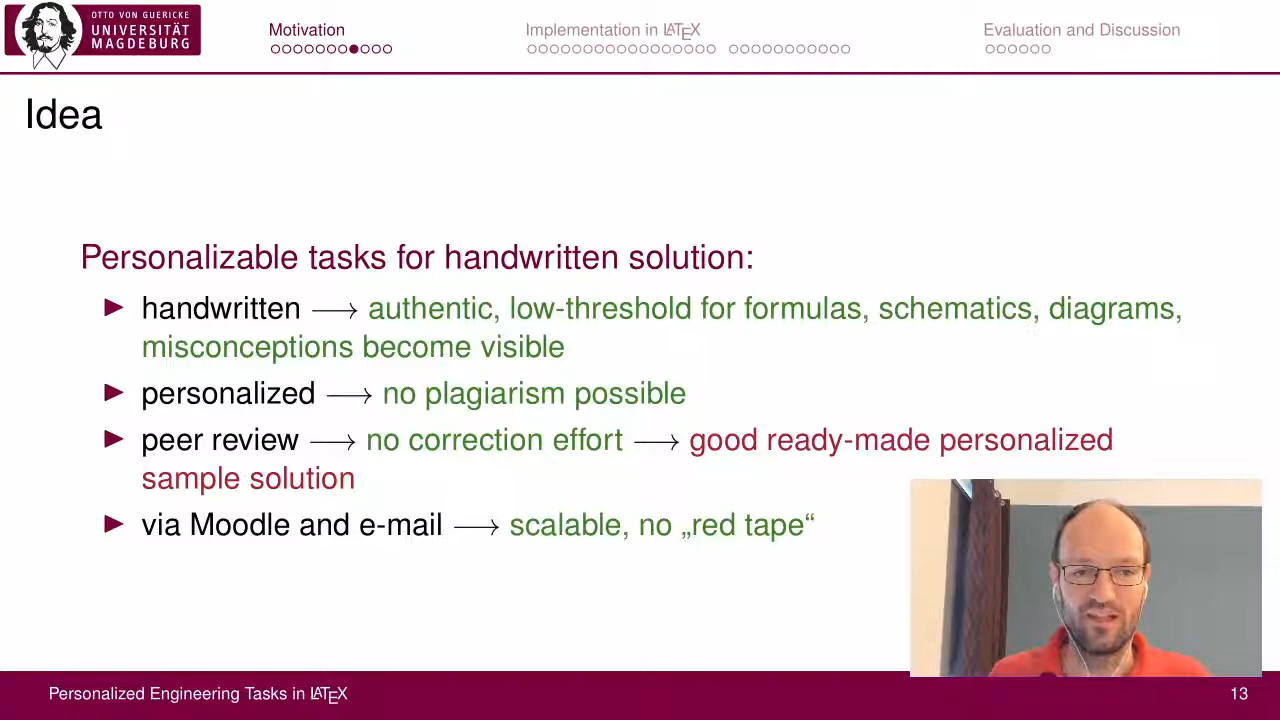 OTTO VON GUERICKE
UNIVERSITÄT
MAGDEBURG
Motivation
Implementation in LATEX
Evaluation and Discussion
Idea
Personalizable tasks for handwritten solution:
▶ handwritten ⟶ authentic, low-threshold for formulas, schematics, diagrams,
misconceptions become visible
▶ personalized ⟶ no plagiarism possible
▶ peer review ⟶ no correction effort ⟶ good ready-made personalized
sample solution
▶ via Moodle and e-mail ⟶ scalable, no „red tape“
Personalized Engineering Tasks in LATEX
13